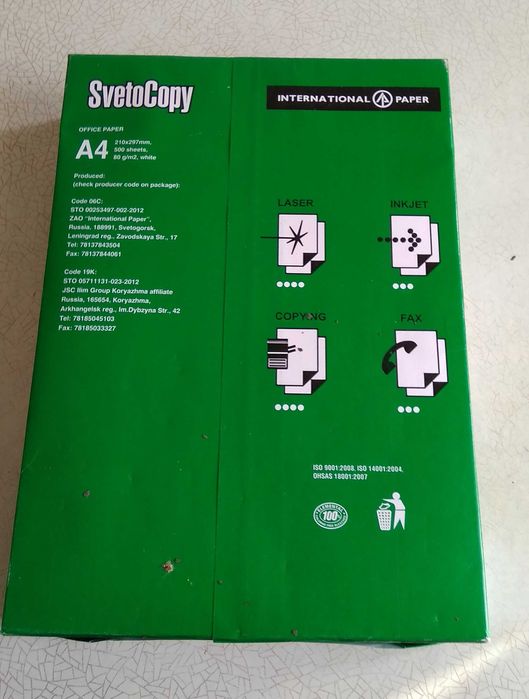 SvetoCopy
INTERNATIONAL PAPER
OFFICE PAPER
A4
210x297mm,
500 sheets,
80 g/m2, white
Produced:
(check producer code on package):
Code 06C:
STO 00253497-002-2012
ZAO "International Paper",
Russia, 188991, Svetogorsk,
Leningrad reg., Zavodskaya Str., 17
Tel: 78137843504
Fax: 78137844061
Code 19K:
STO 05711131-023-2012
JSC Ilim Group Koryazhma affiliate
Russia, 165654, Koryazhma,
Arkhangelsk reg., Im.Dybzyna Str., 42
Tel: 78185045103
Fax: 78185033327
LASER
INKJET
COPYING
FAX
ISO 9001:2008, ISO 14001:2004,
OHSAS 18001:2007
ELEMENTAL
100%